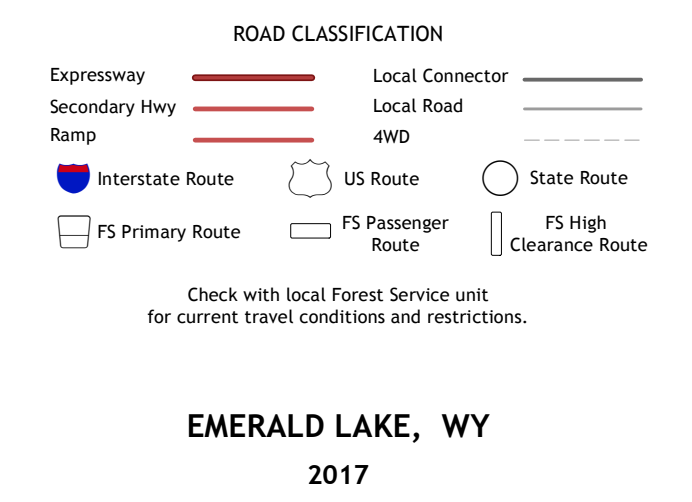 ROAD CLASSIFICATION
Expressway
Local Connector
Secondary Hwy
Local Road
Ramp
4WD
Interstate Route
US Route
State Route
FS Primary Route
FS Passenger
Route
FS High
Clearance Route
Check with local Forest Service unit
for current travel conditions and restrictions.
EMERALD LAKE, WY
2017